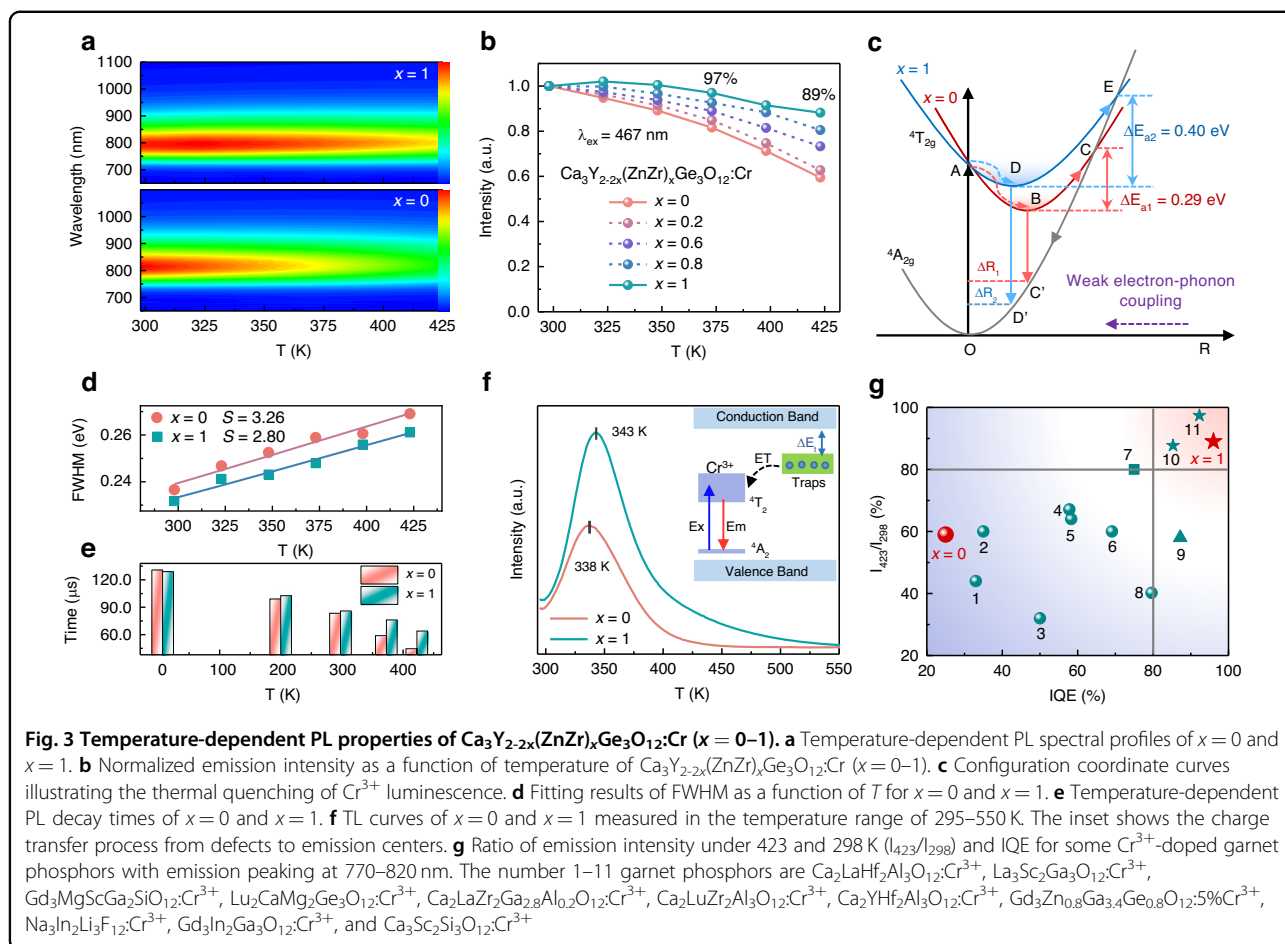 a
1100
1000
900
800
700
1000
900
800
700
Wavelength (nm)
x = 1
x = 0
300 325 350 375 400 425
T (K)
b
1.0
0.8
0.6
0.4
0.2
0.0
Intensity (a.u.)
97%
89%
λex = 467 nm
Ca3Y2-2x(ZnZr)xGe3O12:Cr
x = 0
x = 0.2
x = 0.6
x = 0.8
x = 1
300 325 350 375 400 425
T (K)
c
x = 1
x = 0
4T2g
A
D
B
E
C
ΔEa2 = 0.40 eV
ΔEa1 = 0.29 eV
4A2g
ΔR1
ΔR2
C'
D'
Weak electron-phonon
coupling
O
R
d
x = 0 S = 3.26
x = 1 S = 2.80
0.26
0.24
FWHM (eV)
300 325 350 375 400 425
T (K)
e
120.0
90.0
60.0
Time (μs)
x = 0
x = 1
0 100 200 300 400
T (K)
f
Intensity (a.u.)
343 K
338 K
x = 0
x = 1
Conduction Band
ΔEt
Cr3+
ET
Traps
4T2
Ex
Em
4A2
Valence Band
300 350 400 450 500 550
T (K)
g
100
80
60
40
20
I423/I298 (%)
11
10
x = 1
7
4
5
6
2
9
x = 0
1
8
3
20 40 60 80 100
IQE (%)
Fig. 3 Temperature-dependent PL properties of Ca3Y2-2x(ZnZr)xGe3O12:Cr (x = 0–1). a Temperature-dependent PL spectral profiles of x = 0 and
x = 1. b Normalized emission intensity as a function of temperature of Ca3Y2-2x(ZnZr)xGe3O12:Cr (x = 0–1). c Configuration coordinate curves
illustrating the thermal quenching of Cr3+ luminescence. d Fitting results of FWHM as a function of T for x = 0 and x = 1. e Temperature-dependent
PL decay times of x = 0 and x = 1. f TL curves of x = 0 and x = 1 measured in the temperature range of 295–550 K. The inset shows the charge
transfer process from defects to emission centers. g Ratio of emission intensity under 423 and 298 K (I423/I298) and IQE for some Cr3+-doped garnet
phosphors with emission peaking at 770–820 nm. The number 1–11 garnet phosphors are Ca2LaHf2Al3O12:Cr3+, La3Sc2Ga3O12:Cr3+,
Gd3MgScGa2SiO12:Cr3+, Lu2CaMg2Ge3O12:Cr3+, Ca2LaZr2Ga2.8Al0.2O12:Cr3+, Ca2LuZr2Al3O12:Cr3+, Ca2YHf2Al3O12:Cr3+, Gd3Zn0.8Ga3.4Ge0.8O12:5%Cr3+,
Na3In2Li3F12:Cr3+, Gd3In2Ga3O12:Cr3+, and Ca3Sc2Si3O12:Cr3+